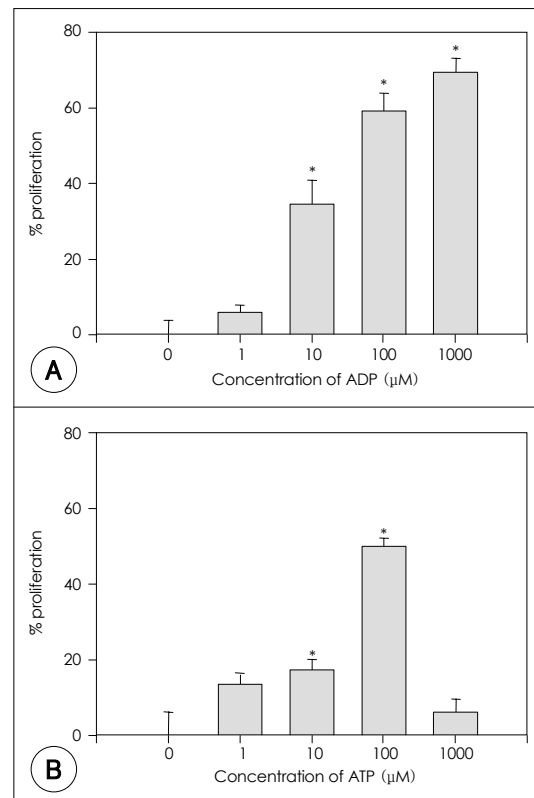 80
60
40
20
0
% proliferation
* * *
0 1 10 100 1000
Concentration of ADP (μM)
A
80
60
40
20
0
% proliferation
* *
0 1 10 100 1000
Concentration of ATP (μM)
B